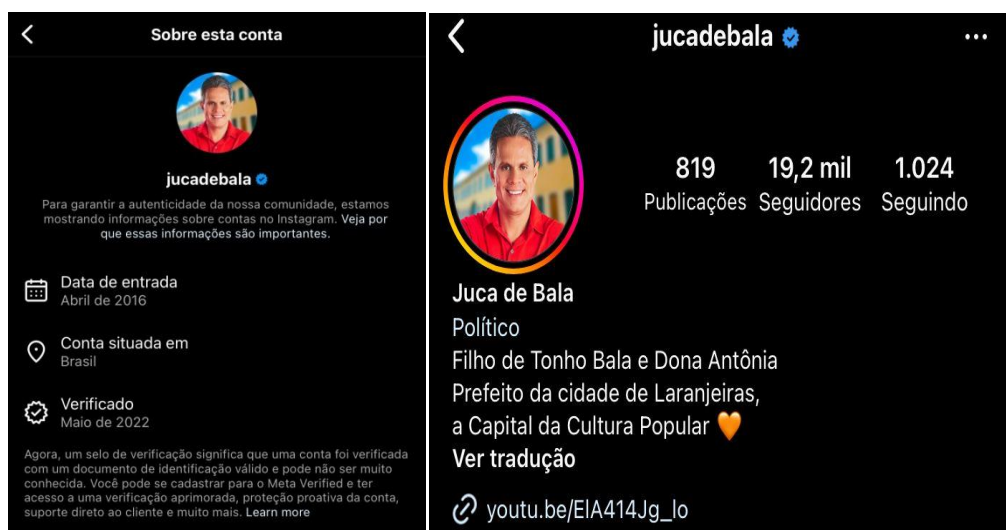 Sobre esta conta
jucadebala
Para garantir a autenticidade da nossa comunidade, estamos
mostrando informações sobre contas no Instagram. Veja por
que essas informações são importantes.
Data de entrada
Abril de 2016
Conta situada em
Brasil
Verificado
Maio de 2022
Agora, um selo de verificação significa que uma conta foi verificada
com um documento de identificação válido e pode não ser muito
conhecida. Você pode se cadastrar para o Meta Verified e ter
acesso a uma verificação aprimorada, proteção proativa da conta,
suporte direto ao cliente e muito mais. Learn more
jucadebala
819 19,2 mil 1.024
Publicações Seguidores Seguindo
Juca de Bala
Político
Filho de Tonho Bala e Dona Antônia
Prefeito da cidade de Laranjeiras,
a Capital da Cultura Popular 🧡
Ver tradução
youtu.be/EIA414Jg_lo